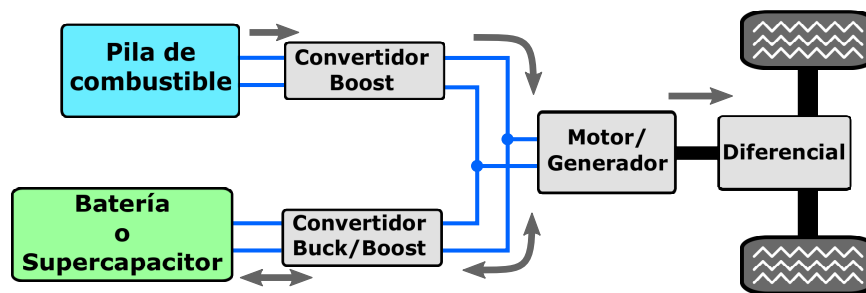 Pila de
combustible
Convertidor
Boost
Motor/
Generador
Diferencial
Batería
o
Supercapacitor
Convertidor
Buck/Boost